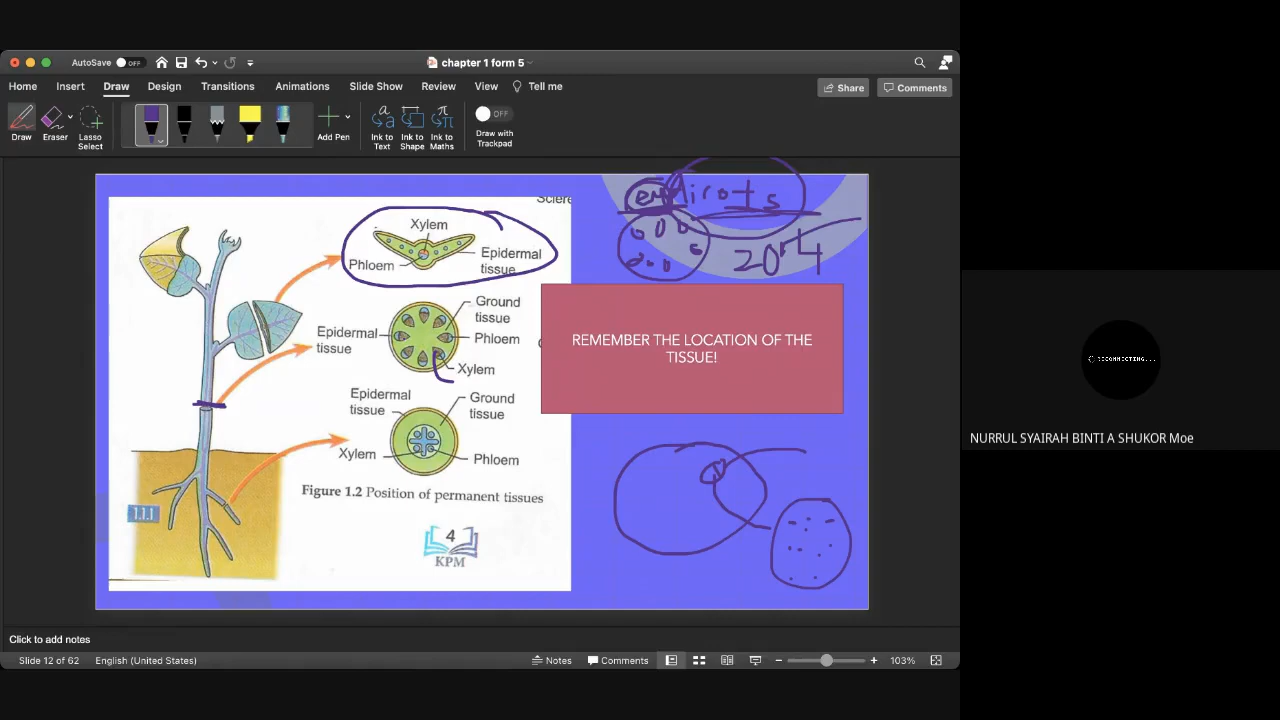 AutoSave OFF
chapter 1 form 5
Home Insert Draw Design Transitions Animations Slide Show Review View Tell me
Share Comments
Draw Eraser Lasso Select
Add Pen
Ink to Text Ink to Shape Ink to Maths
OFF
Draw with Trackpad
Xylem
Phloem
Epidermal
tissue
Ground
tissue
Epidermal
tissue
Phloem
Xylem
Epidermal
tissue
Ground
tissue
Xylem
Phloem
Figure 1.2 Position of permanent tissues
1.1.1
4
KPM
REMEMBER THE LOCATION OF THE
TISSUE!
RECONNECTING...
NURRUL SYAIRAH BINTI A SHUKOR Moe
Click to add notes
Slide 12 of 62 English (United States) Notes Comments 103%